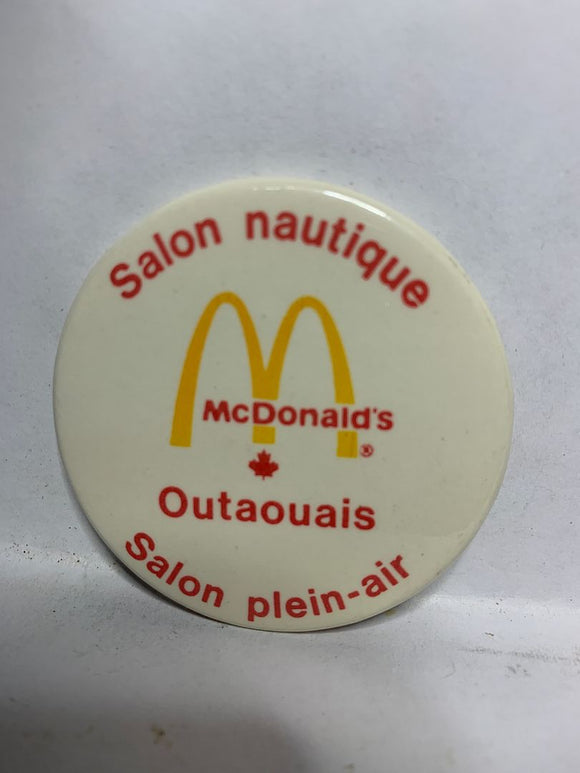 Salon nautique
McDonald's
®
Outaouais
Salon plein-air